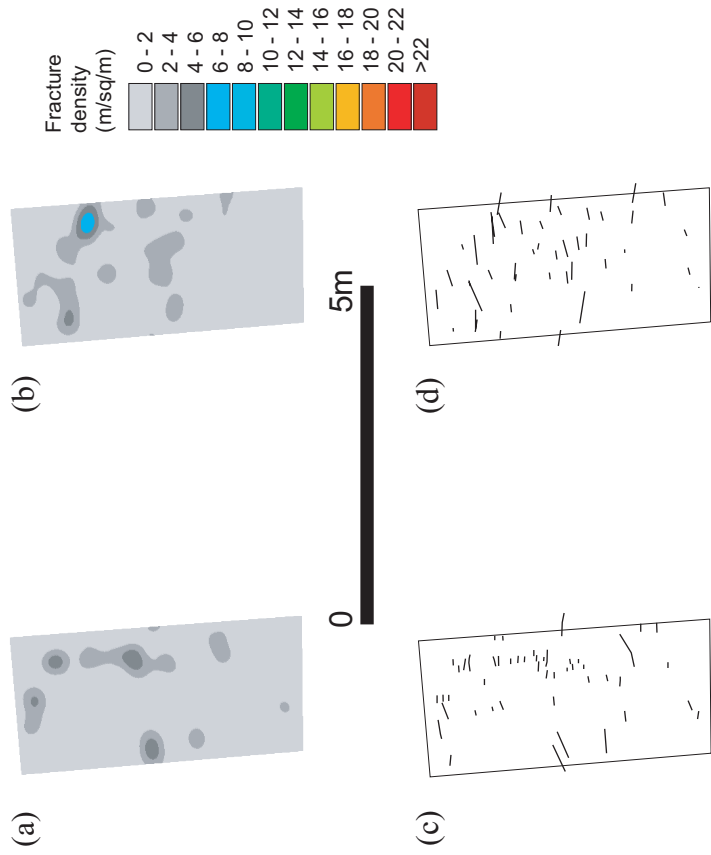 (a)
(b)
Fracture
density
(m/sq/m)
0 - 2
2 - 4
4 - 6
6 - 8
8 - 10
10 - 12
12 - 14
14 - 16
16 - 18
18 - 20
20 - 22
>22
0
5m
(c)
(d)